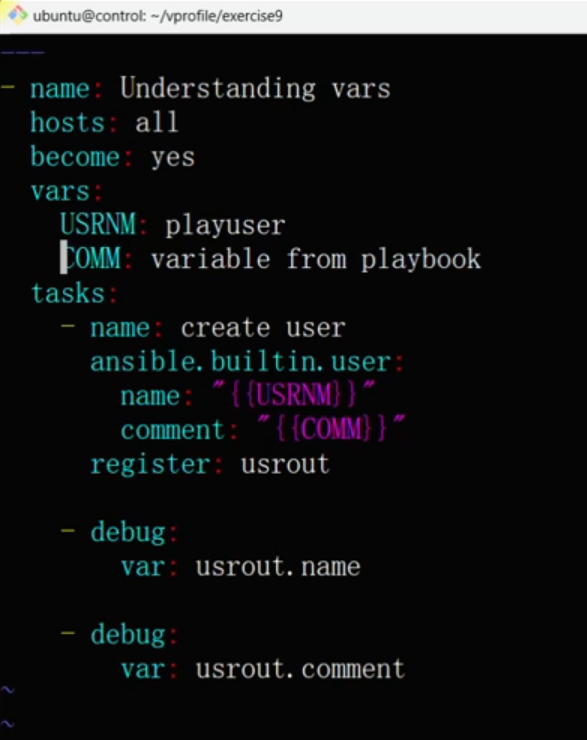 ubuntu@control: ~/vprofile/exercise9
---
- name: Understanding vars
  hosts: all
  become: yes
  vars:
    USRNM: playuser
    COMM: variable from playbook
  tasks:
    - name: create user
      ansible.builtin.user:
        name: "{{USRNM}}"
        comment: "{{COMM}}"
      register: usrout

    - debug:
        var: usrout.name

    - debug:
        var: usrout.comment
~
~